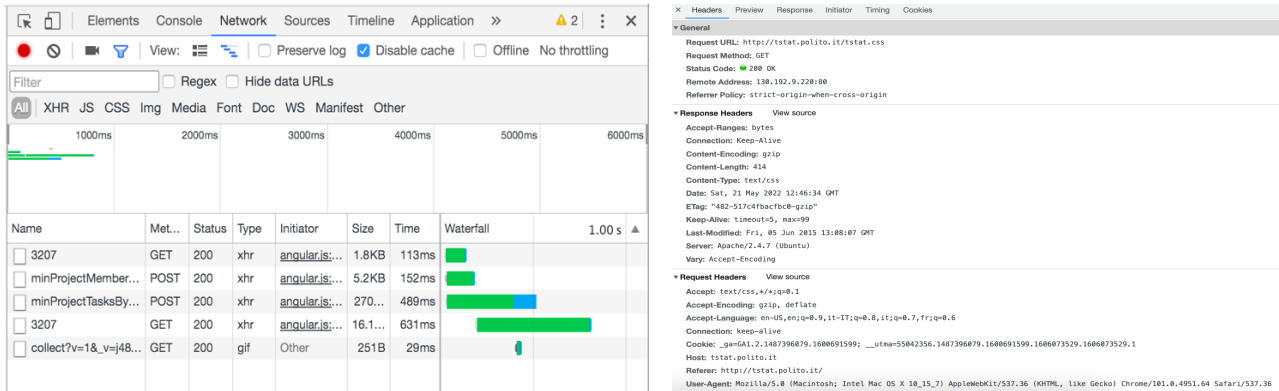 Elements Console Network Sources Timeline Application » 2
View: Preserve log Disable cache Offline No throttling
Filter Regex Hide data URLs
All XHR JS CSS Img Media Font Doc WS Manifest Other
1000ms 2000ms 3000ms 4000ms 5000ms 6000ms
Name Met... Status Type Initiator Size Time Waterfall 1.00 s
3207 GET 200 xhr angular.js:... 1.8KB 113ms
minProjectMember... POST 200 xhr angular.js:... 5.2KB 152ms
minProjectTasksBy... POST 200 xhr angular.js:... 270... 489ms
3207 GET 200 xhr angular.js:... 16.1... 631ms
collect?v=1&_v=j48... GET 200 gif Other 251B 29ms
× Headers Preview Response Initiator Timing Cookies
General
Request URL: http://tstat.polito.it/tstat.css
Request Method: GET
Status Code: 200 OK
Remote Address: 130.192.9.220:80
Referrer Policy: strict-origin-when-cross-origin
Response Headers View source
Accept-Ranges: bytes
Connection: Keep-Alive
Content-Encoding: gzip
Content-Length: 414
Content-Type: text/css
Date: Sat, 21 May 2022 12:46:34 GMT
ETag: "482-517c4fbacfbc0-gzip"
Keep-Alive: timeout=5, max=99
Last-Modified: Fri, 05 Jun 2015 13:08:07 GMT
Server: Apache/2.4.7 (Ubuntu)
Vary: Accept-Encoding
Request Headers View source
Accept: text/css,*/*;q=0.1
Accept-Encoding: gzip, deflate
Accept-Language: en-US,en;q=0.9,it-IT;q=0.8,it;q=0.7,fr;q=0.6
Connection: keep-alive
Cookie: _ga=GA1.2.1487396079.1600691599; __utma=55042356.1487396079.1600691599.1606073529.1606073529.1
Host: tstat.polito.it
Referer: http://tstat.polito.it/
User-Agent: Mozilla/5.0 (Macintosh; Intel Mac OS X 10_15_7) AppleWebKit/537.36 (KHTML, like Gecko) Chrome/101.0.4951.64 Safari/537.36